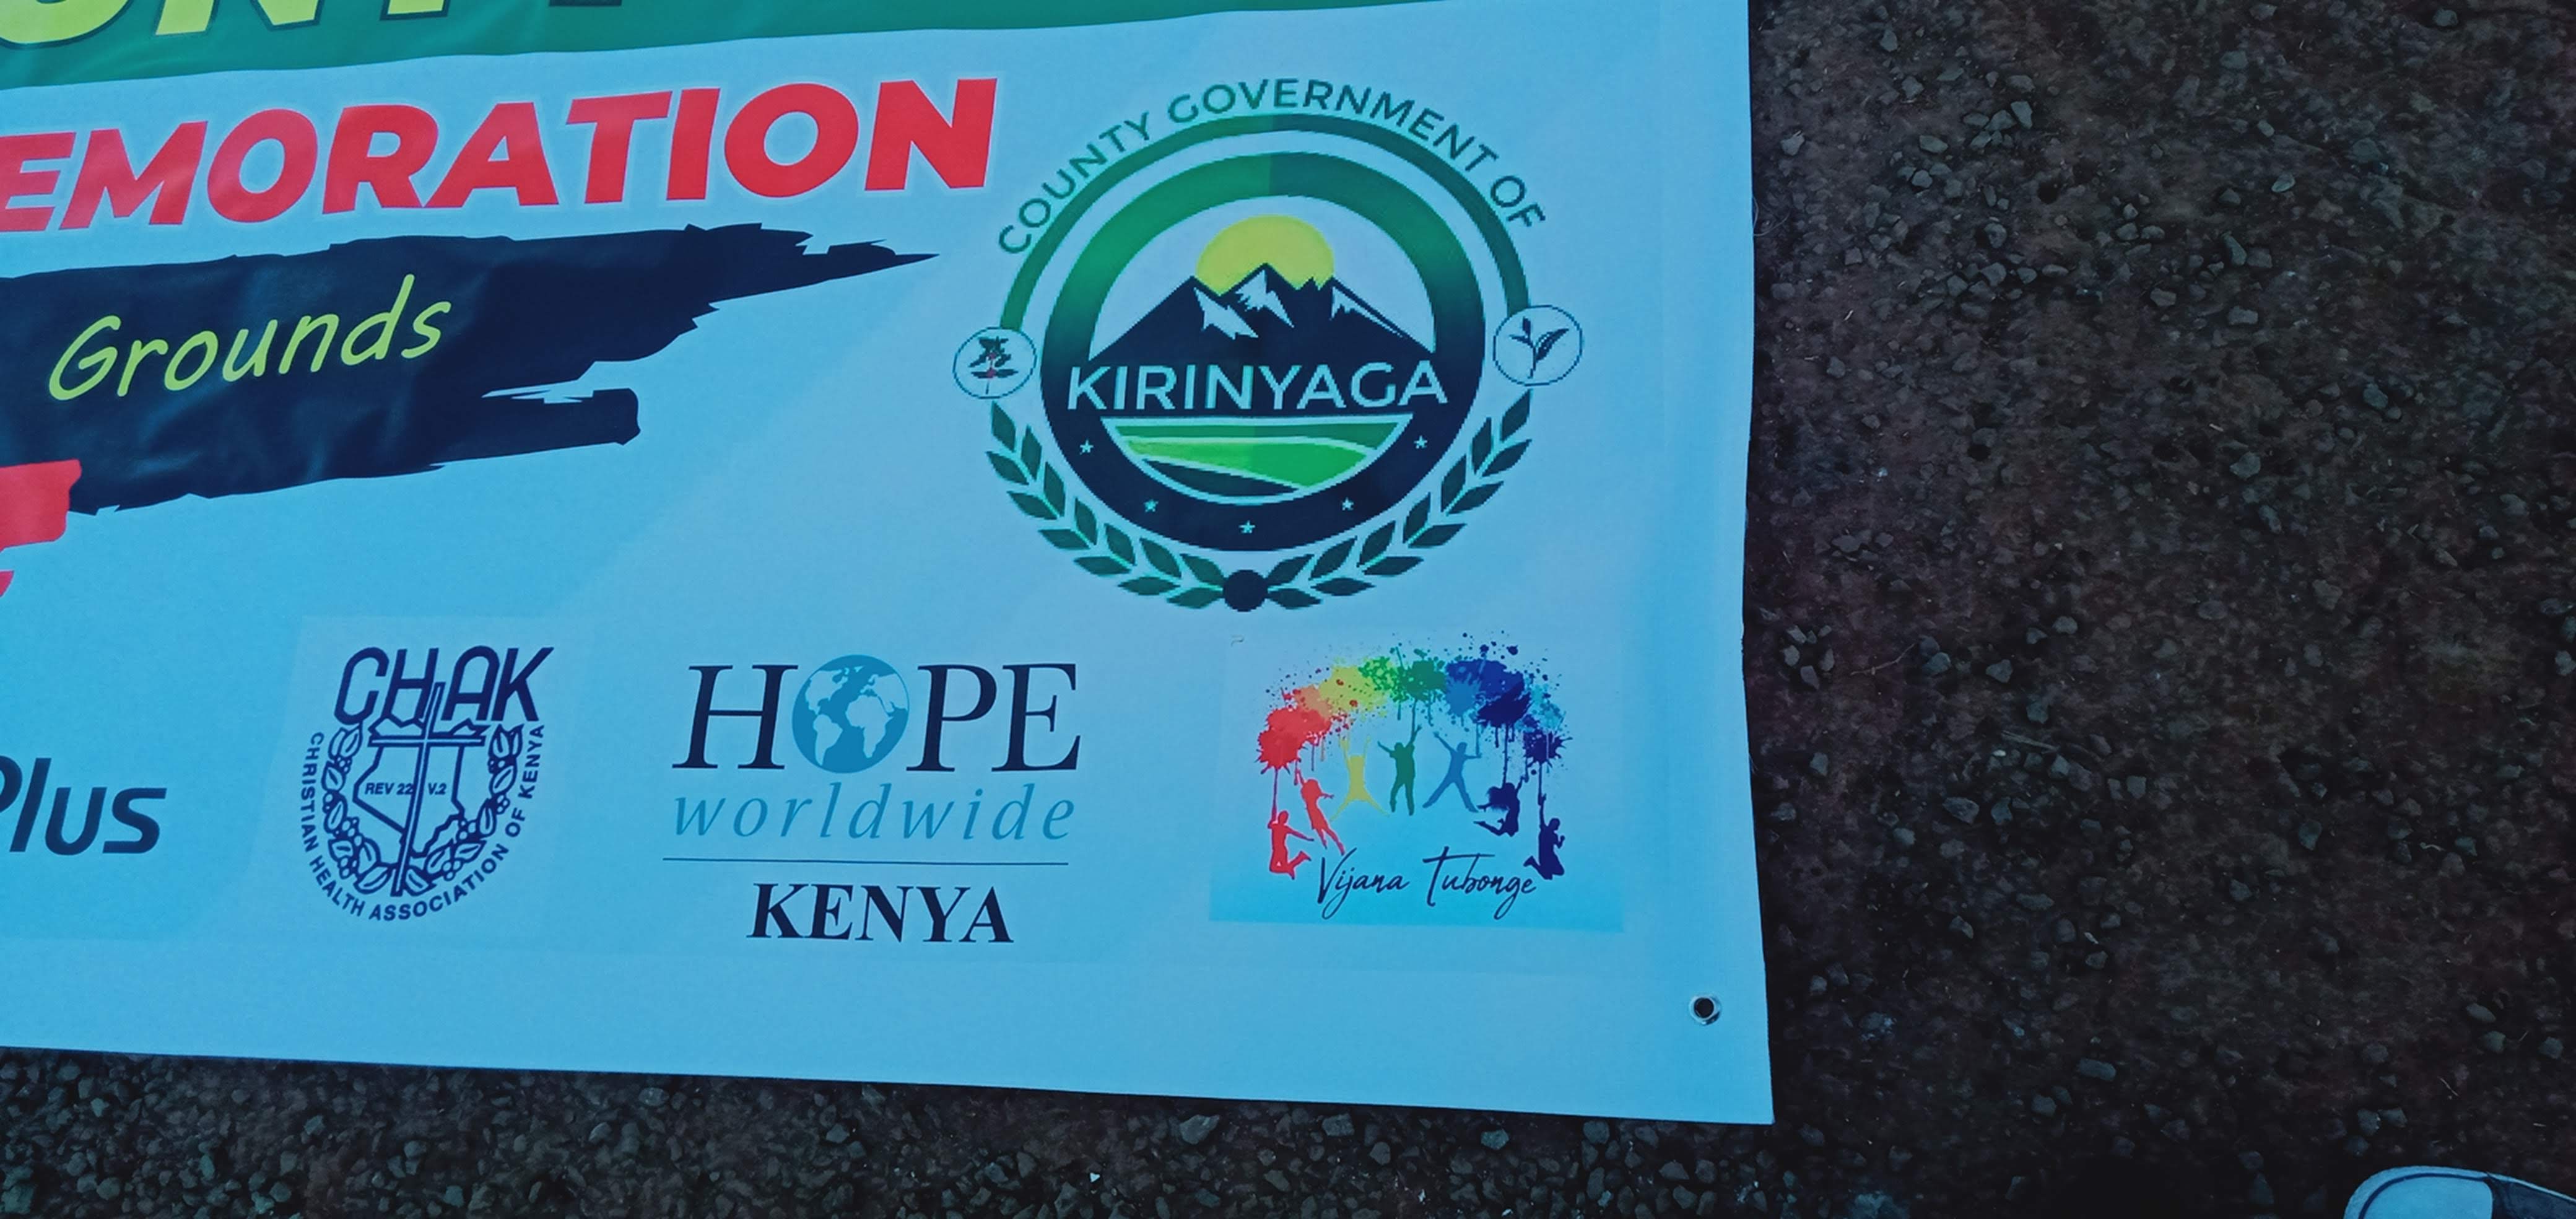 EMORATION
Grounds
COUNTY GOVERNMENT OF
KIRINYAGA
Plus
CHAK
REV 22 V.2
CHRISTIAN HEALTH ASSOCIATION OF KENYA
HOPE
worldwide
KENYA
Vijana Tubonge